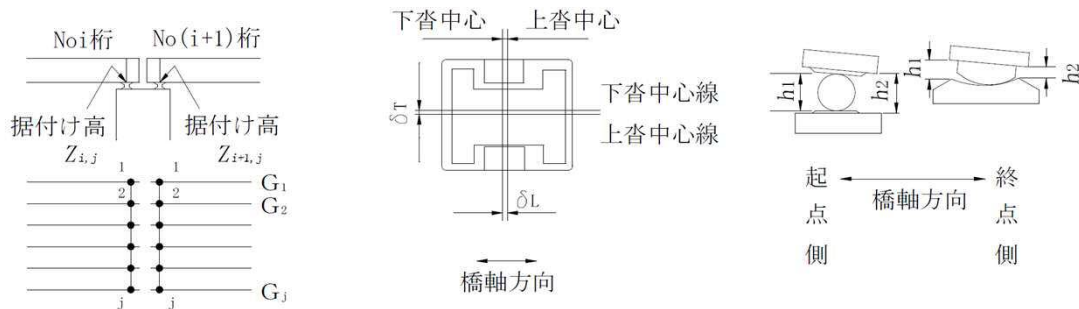 Noi桁 No(i+1)桁
据付け高 据付け高
Zi,j Zi+1,j
1 1
G1
2 2
G2
j j
Gj
下沓中心 上沓中心
δT
下沓中心線
上沓中心線
δL
橋軸方向
h1 h2
h1 h2
起点側 橋軸方向 終点側